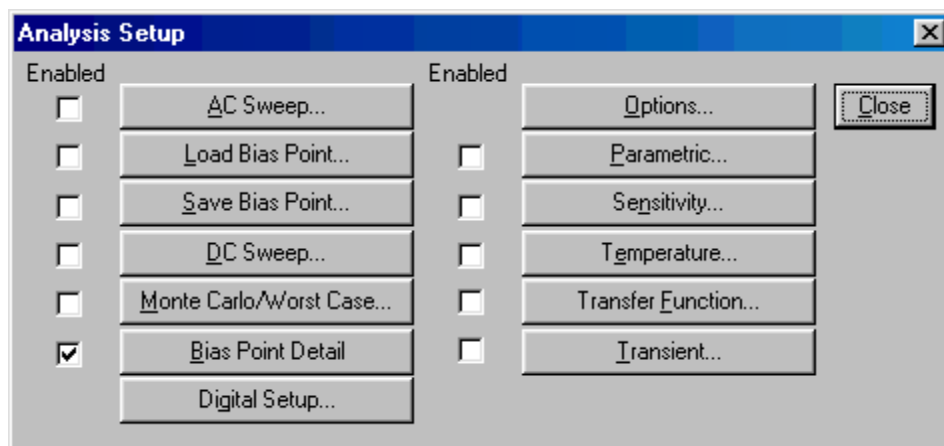 Analysis Setup
Enabled
Enabled
AC Sweep...
Options...
Close
Load Bias Point...
Parametric...
Save Bias Point...
Sensitivity...
DC Sweep...
Temperature...
Monte Carlo/Worst Case...
Transfer Function...
Bias Point Detail
Transient...
Digital Setup...